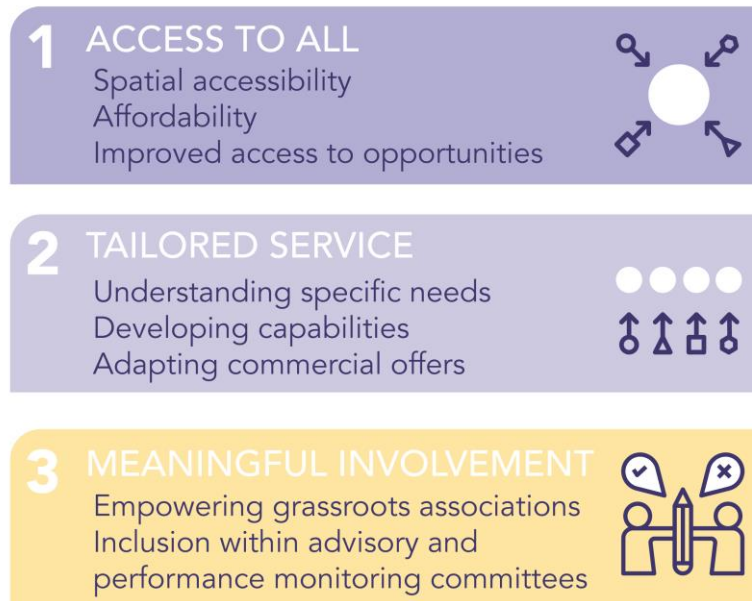 1 ACCESS TO ALL
Spatial accessibility
Affordability
Improved access to opportunities
2 TAILORED SERVICE
Understanding specific needs
Developing capabilities
Adapting commercial offers
3 MEANINGFUL INVOLVEMENT
Empowering grassroots associations
Inclusion within advisory and
performance monitoring committees